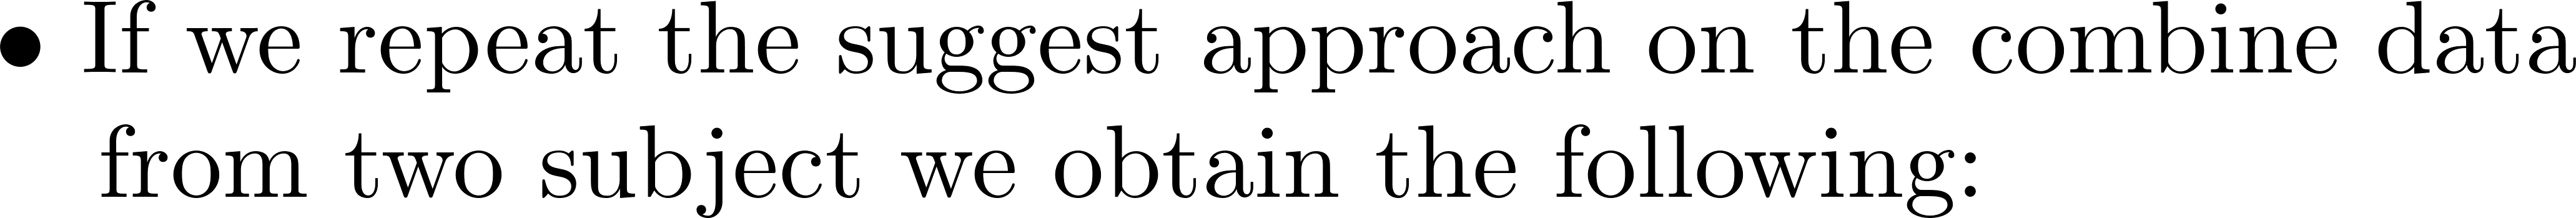 • If we repeat the suggest approach on the combine data
from two subject we obtain the following: